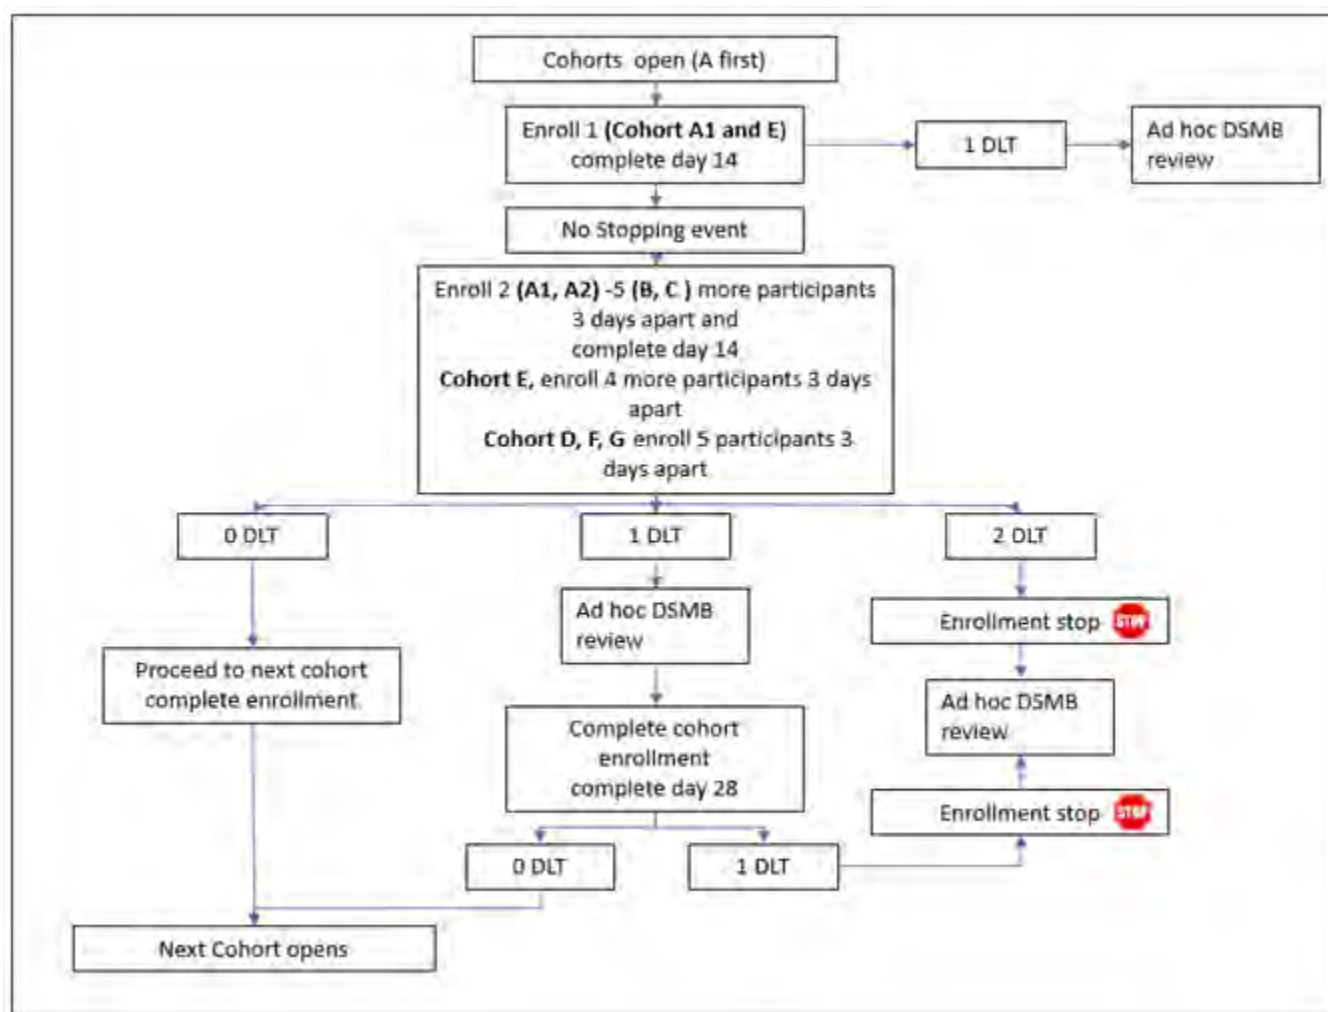 Cohorts open (A first)
Enroll 1 (Cohort A1 and E)
complete day 14
1 DLT
Ad hoc DSMB
review
No Stopping event
Enroll 2 (A1, A2) -5 (B, C ) more participants
3 days apart and
complete day 14
Cohort E, enroll 4 more participants 3 days
apart
Cohort D, F, G enroll 5 participants 3
days apart
0 DLT
1 DLT
2 DLT
Ad hoc DSMB
review
Enrollment stop STOP
Proceed to next cohort
complete enrollment.
Ad hoc DSMB
review
Complete cohort
enrollment
complete day 28
Enrollment stop STOP
0 DLT
1 DLT
Next Cohort opens